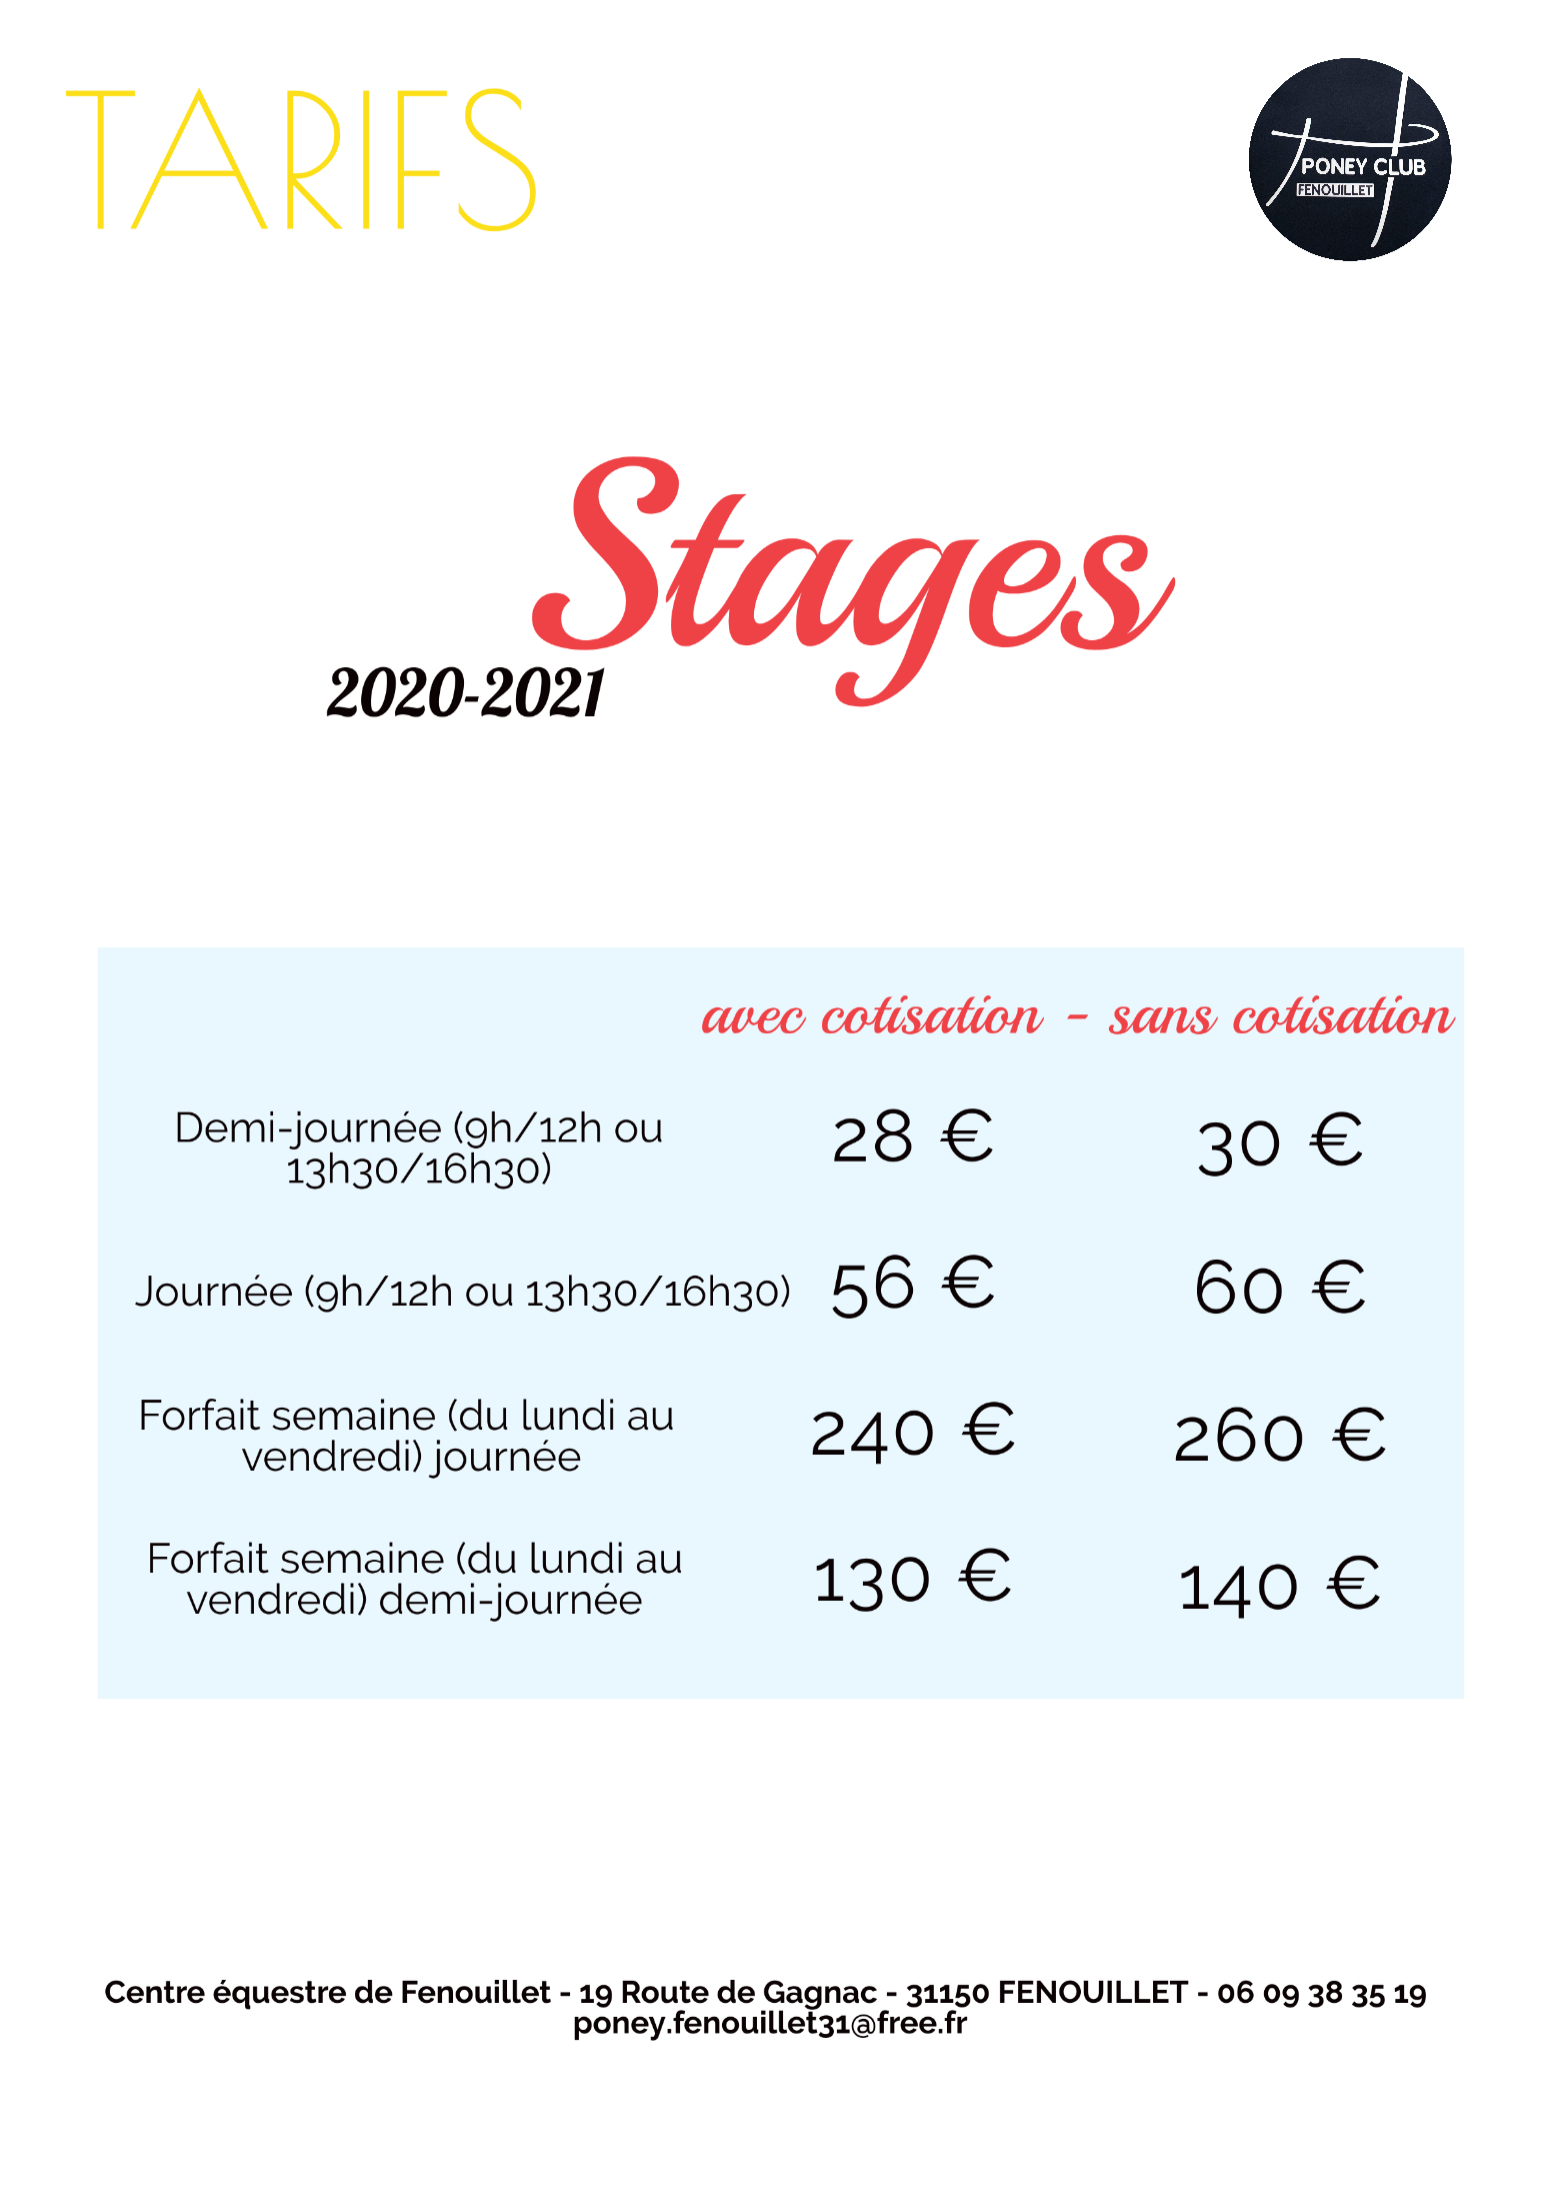 TARIFS
PONEY CLUB
FENOUILLET
Stages
2020-2021
avec cotisation - sans cotisation
Demi-journée (9h/12h ou
13h30/16h30)
28 €
30 €
Journée (9h/12h ou 13h30/16h30)
56 €
60 €
Forfait semaine (du lundi au
vendredi) journée
240 €
260 €
Forfait semaine (du lundi au
vendredi) demi-journée
130 €
140 €
Centre équestre de Fenouillet - 19 Route de Gagnac - 31150 FENOUILLET - 06 09 38 35 19
poney.fenouillet31@free.fr